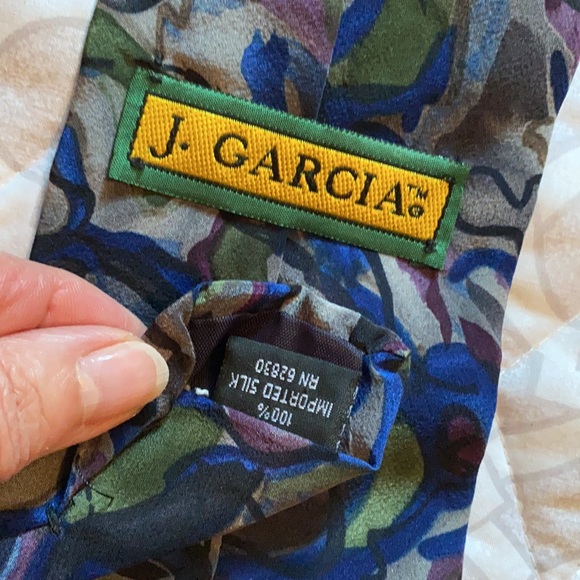 J. GARCIA™©
100%
IMPORTED SILK
RN 62830